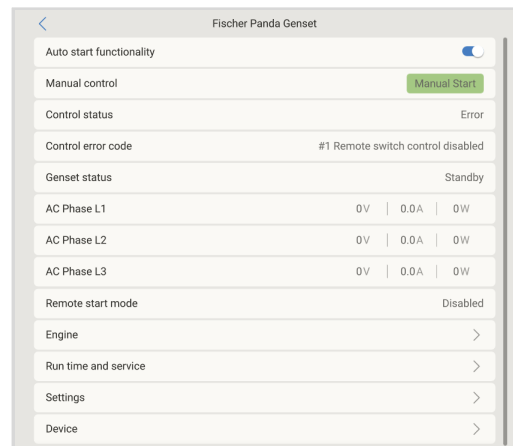 Fischer Panda Genset
Auto start functionality
Manual control Manual Start
Control status Error
Control error code #1 Remote switch control disabled
Genset status Standby
AC Phase L1 0V 0.0A 0W
AC Phase L2 0V 0.0A 0W
AC Phase L3 0V 0.0A 0W
Remote start mode Disabled
Engine
Run time and service
Settings
Device